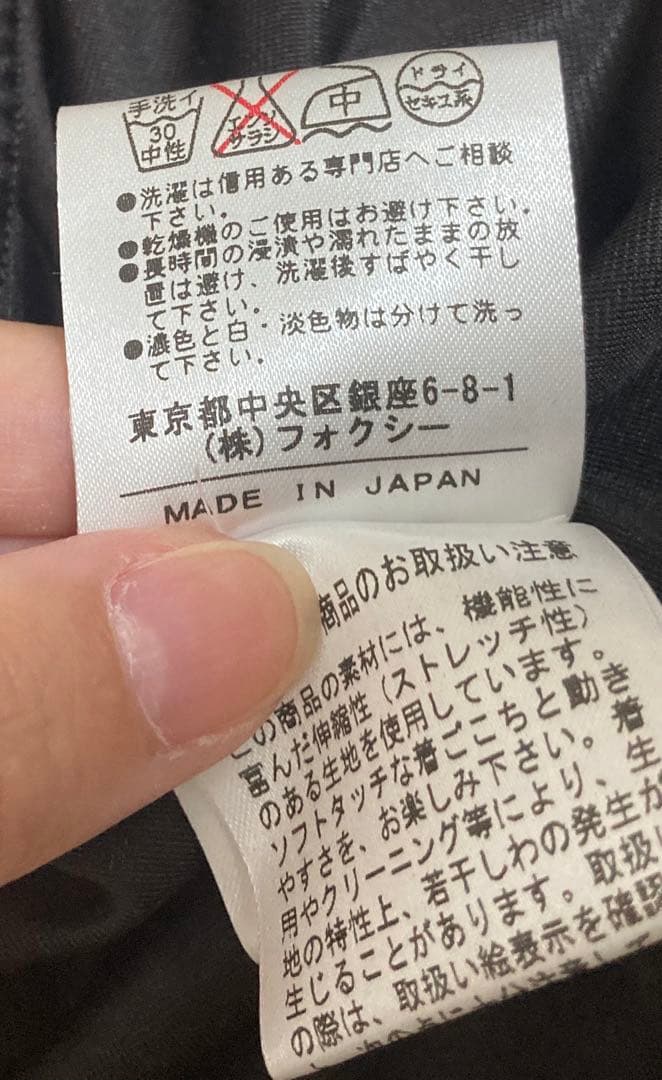 手洗イ
30
中性
エンソ
サラシ
中
ドライ
セキユ系
●洗濯は信用ある専門店へご相談
下さい。
●乾燥機のご使用はお避け下さい。
●長時間の浸漬や濡れたままの放
置は避け、洗濯後すばやく干し
て下さい。
●濃色と白・淡色物は分けて洗っ
て下さい。
東京都中央区銀座6-8-1
(株)フォクシー
MADE IN JAPAN
商品のお取扱い注意
この商品の素材には、機能性に
富んだ伸縮性(ストレッチ性)
のある生地を使用しています。
ソフトタッチな着ごこちと動き
やすさを、お楽しみ下さい。着
用やクリーニング等により、生
地の特性上、若干しわの発生が
生じることがあります。取扱い
の際は、取扱い絵表示を確認